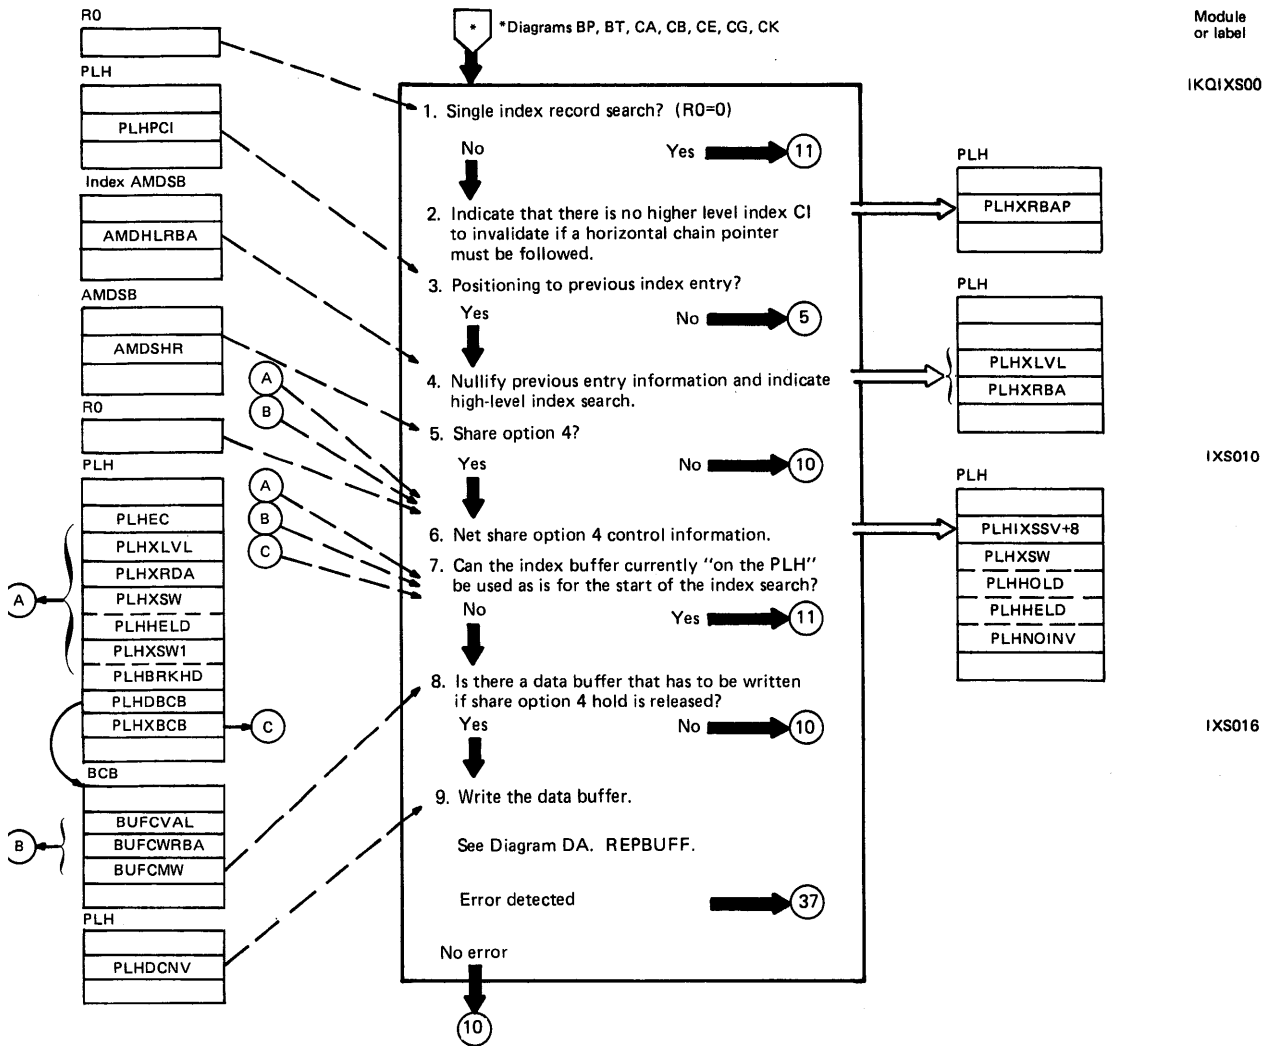 RO
*
*Diagrams BP, BT, CA, CB, CE, CG, CK
Module
or label
IKQIXS00
PLH
PLHPCI
Index AMDSB
AMDHLRBA
AMDSB
AMDSHR
A
B
RO
PLH
PLHEC
PLHXLVL
PLHXRDA
PLHXSW
PLHHELD
PLHXSW1
PLHBRKHD
PLHDBCB
PLHXBCB
A
A
B
C
C
BCB
BUFCVAL
BUFCWRBA
BUFCMW
B
PLH
PLHDCNV
1. Single index record search? (R0=0)
No
Yes
11
2. Indicate that there is no higher level index CI
to invalidate if a horizontal chain pointer
must be followed.
3. Positioning to previous index entry?
Yes
No
5
4. Nullify previous entry information and indicate
high-level index search.
5. Share option 4?
Yes
No
10
6. Net share option 4 control information.
7. Can the index buffer currently "on the PLH"
be used as is for the start of the index search?
No
Yes
11
8. Is there a data buffer that has to be written
if share option 4 hold is released?
Yes
No
10
9. Write the data buffer.
See Diagram DA. REPBUFF.
Error detected
37
No error
10
PLH
PLHXRBAP
PLH
PLHXLVL
PLHXRBA
PLH
PLHIXSSV+8
PLHXSW
PLHHOLD
PLHHELD
PLHNOINV
IXS010
IXS016